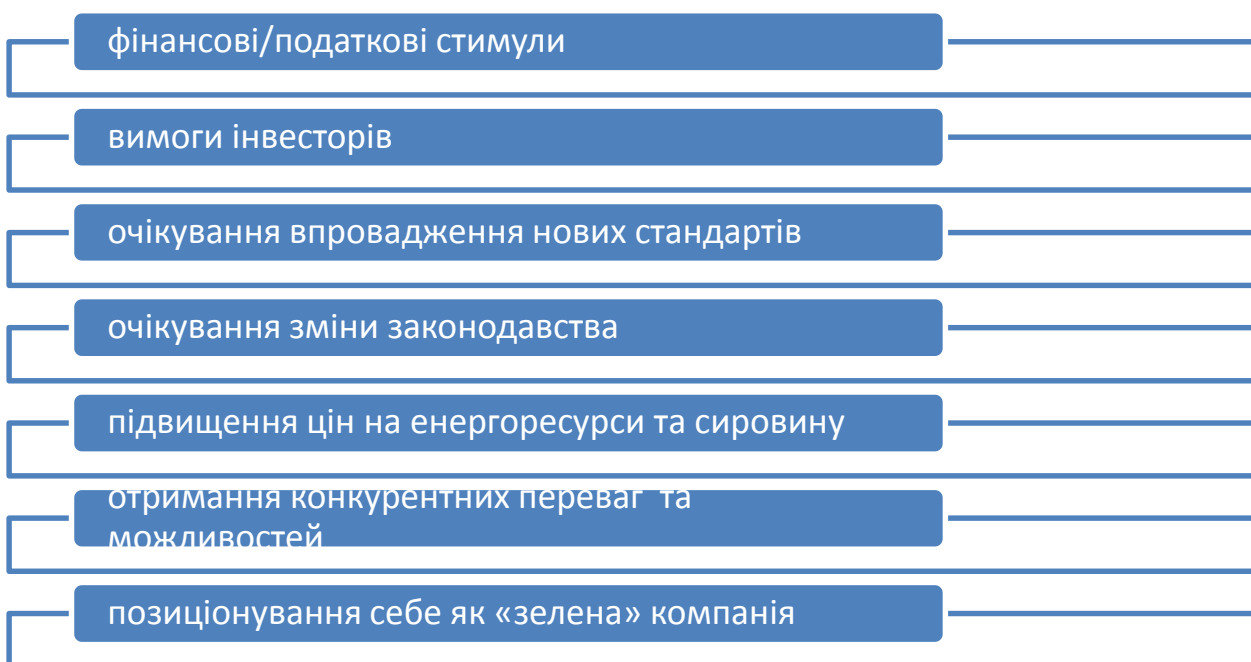 фінансові/податкові стимули
вимоги інвесторів
очікування впровадження нових стандартів
очікування зміни законодавства
підвищення цін на енергоресурси та сировину
отримання конкурентних переваг та
можливостей
позиціонування себе як «зелена» компанія